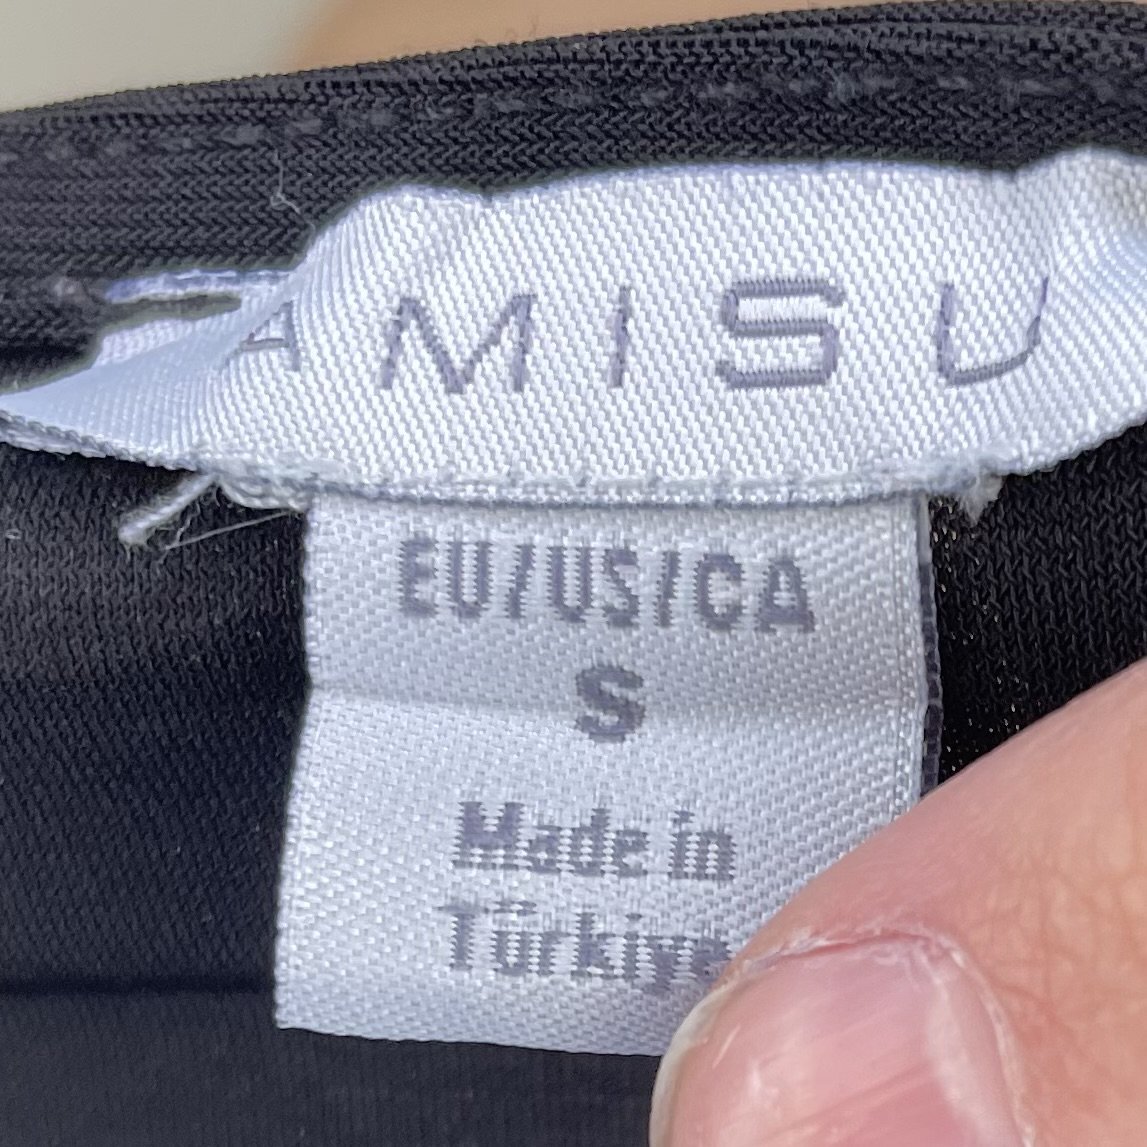 AMISU
EU/US/CA
S
Made in
Türkiye